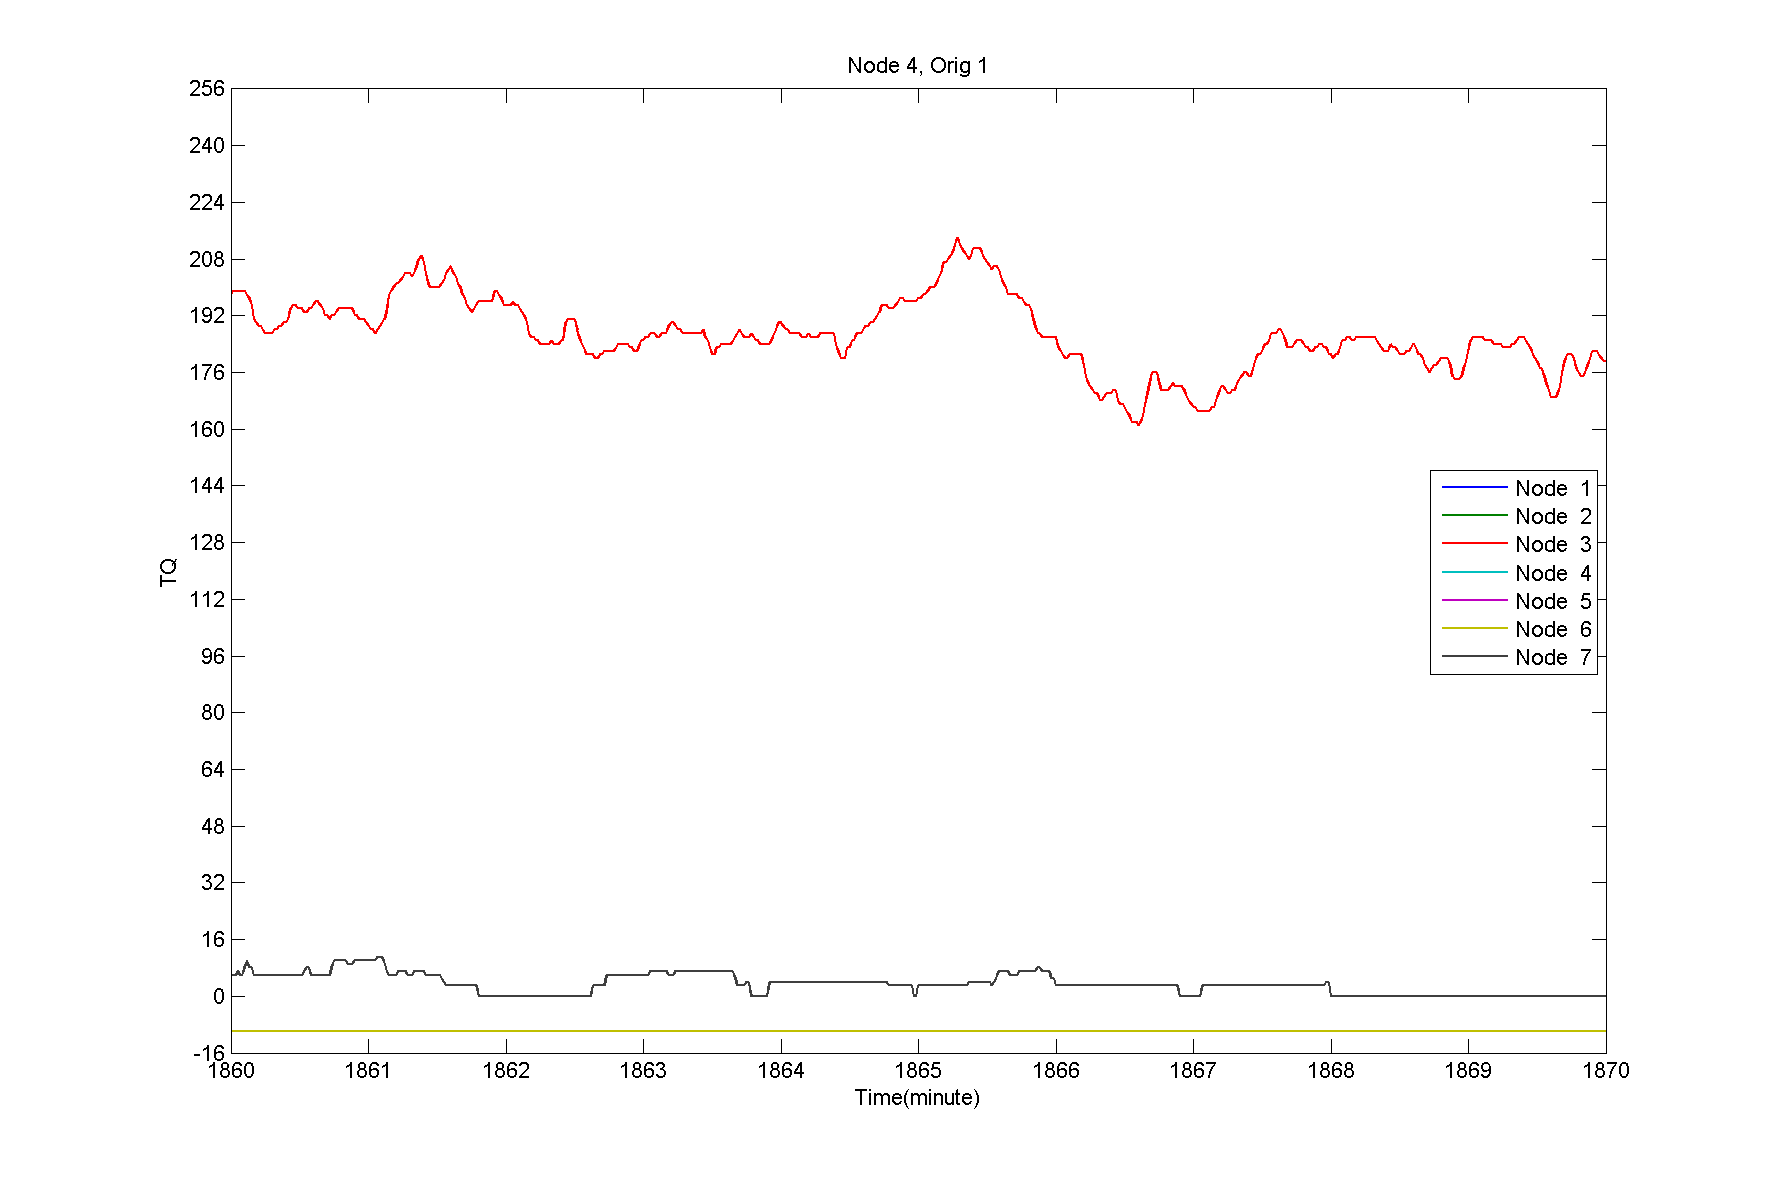 Node 4, Orig 1
256
240
224
208
192
176
160
144
128
112
96
80
64
48
32
16
0
-16
TQ
Node 1
Node 2
Node 3
Node 4
Node 5
Node 6
Node 7
1860 1861 1862 1863 1864 1865 1866 1867 1868 1869 1870
Time(minute)